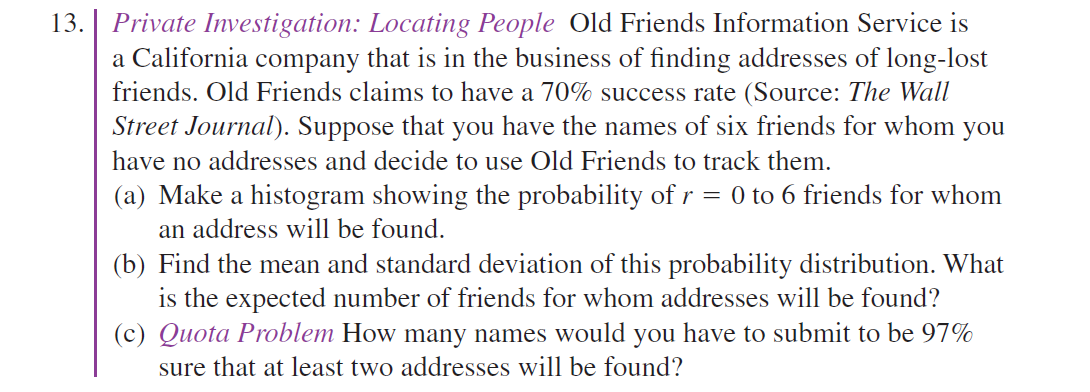 13. Private Investigation: Locating People Old Friends Information Service is
a California company that is in the business of finding addresses of long-lost
friends. Old Friends claims to have a 70% success rate (Source: The Wall
Street Journal). Suppose that you have the names of six friends for whom you
have no addresses and decide to use Old Friends to track them.
(a) Make a histogram showing the probability of r = 0 to 6 friends for whom
an address will be found.
(b) Find the mean and standard deviation of this probability distribution. What
is the expected number of friends for whom addresses will be found?
(c) Quota Problem How many names would you have to submit to be 97%
sure that at least two addresses will be found?